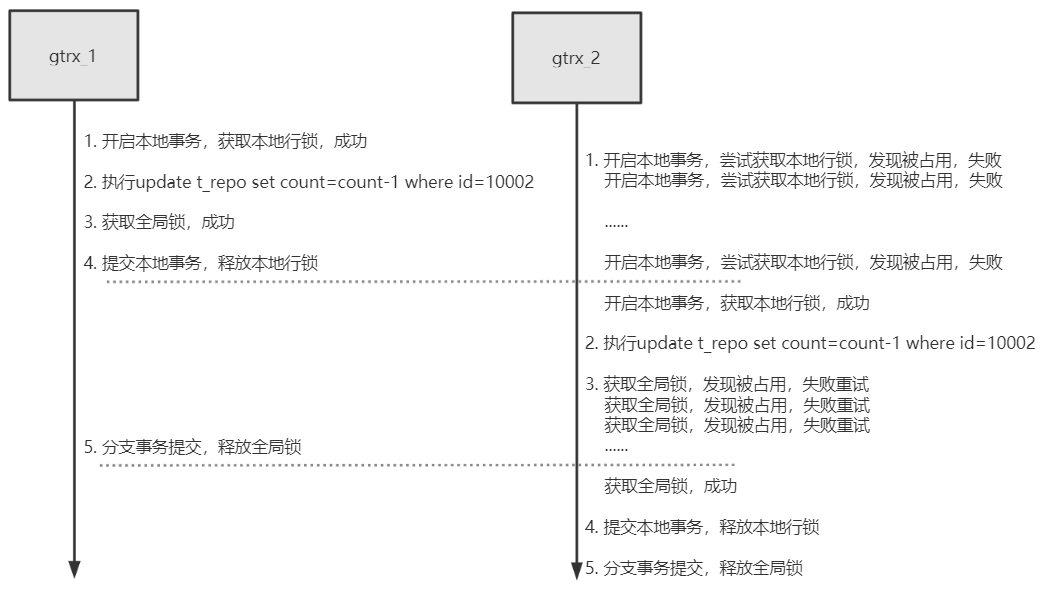 gtrx_1
1. 开启本地事务，获取本地行锁，成功
2. 执行update t_repo set count=count-1 where id=10002
3. 获取全局锁，成功
4. 提交本地事务，释放本地行锁
5. 分支事务提交，释放全局锁
gtrx_2
1. 开启本地事务，尝试获取本地行锁，发现被占用，失败
开启本地事务，尝试获取本地行锁，发现被占用，失败
......
开启本地事务，尝试获取本地行锁，发现被占用，失败
开启本地事务，获取本地行锁，成功
2. 执行update t_repo set count=count-1 where id=10002
3. 获取全局锁，发现被占用，失败重试
获取全局锁，发现被占用，失败重试
获取全局锁，发现被占用，失败重试
......
获取全局锁，成功
4. 提交本地事务，释放本地行锁
5. 分支事务提交，释放全局锁